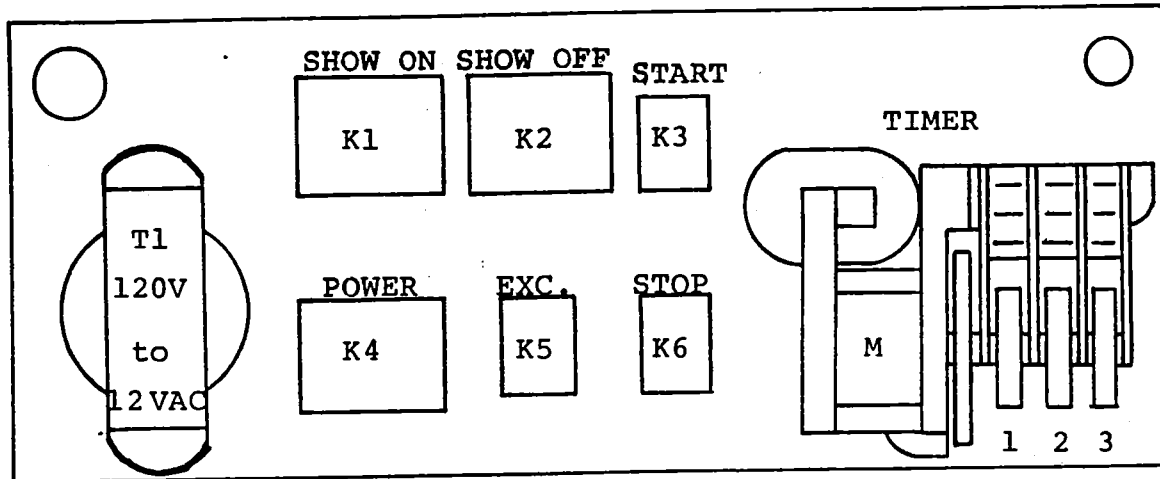 SHOW ON SHOW OFF START
K1 K2 K3
TIMER
T1
120V
to
12VAC
POWER EXC. STOP
K4 K5 K6 M
1 2 3